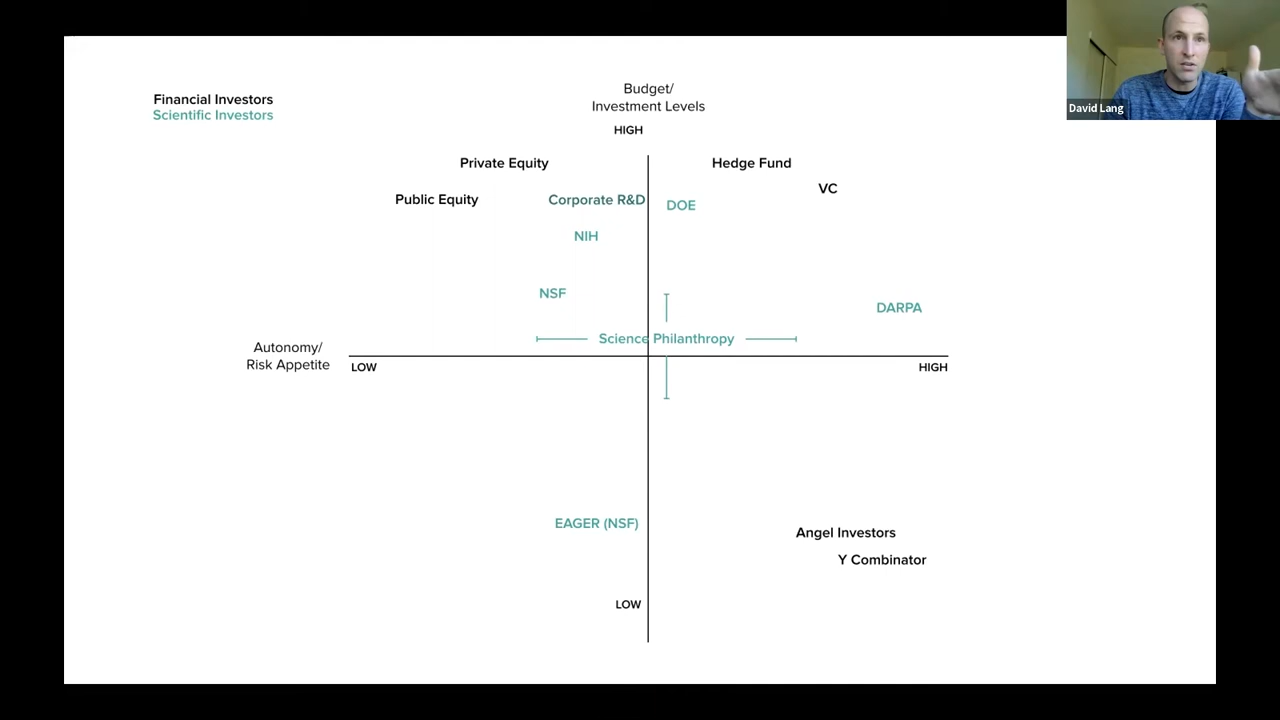 David Lang
Financial Investors
Scientific Investors
Budget/
Investment Levels
HIGH
Private Equity
Hedge Fund
VC
Public Equity
Corporate R&D
DOE
NIH
NSF
DARPA
Science Philanthropy
Autonomy/
Risk Appetite
LOW
HIGH
EAGER (NSF)
Angel Investors
Y Combinator
LOW